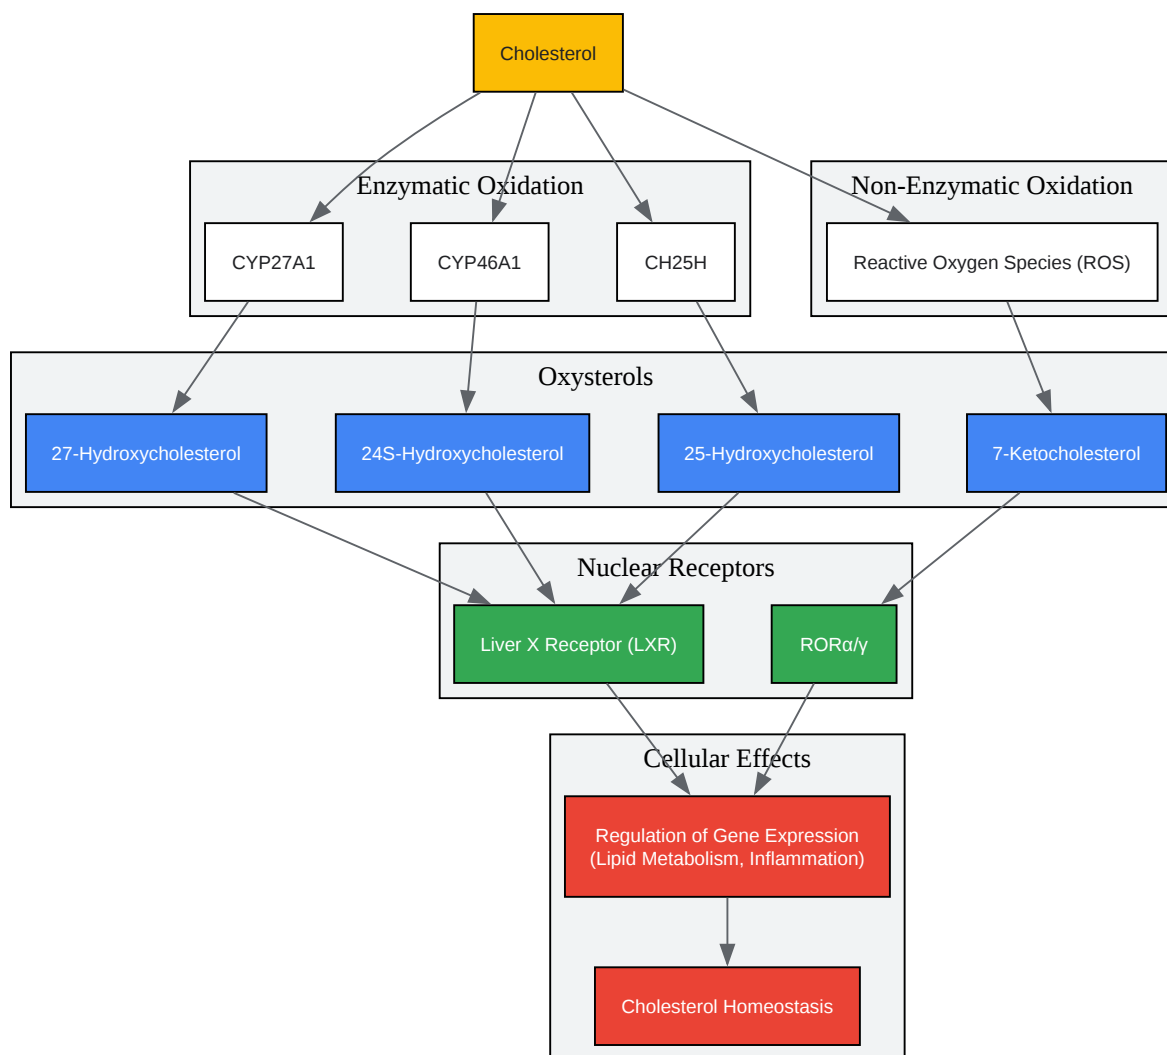 Cholesterol
Enzymatic Oxidation
Non-Enzymatic Oxidation
CYP27A1
CYP46A1
CH25H
Reactive Oxygen Species (ROS)
Oxysterols
27-Hydroxycholesterol
24S-Hydroxycholesterol
25-Hydroxycholesterol
7-Ketocholesterol
Nuclear Receptors
Liver X Receptor (LXR)
RORα/γ
Cellular Effects
Regulation of Gene Expression
(Lipid Metabolism, Inflammation)
Cholesterol Homeostasis